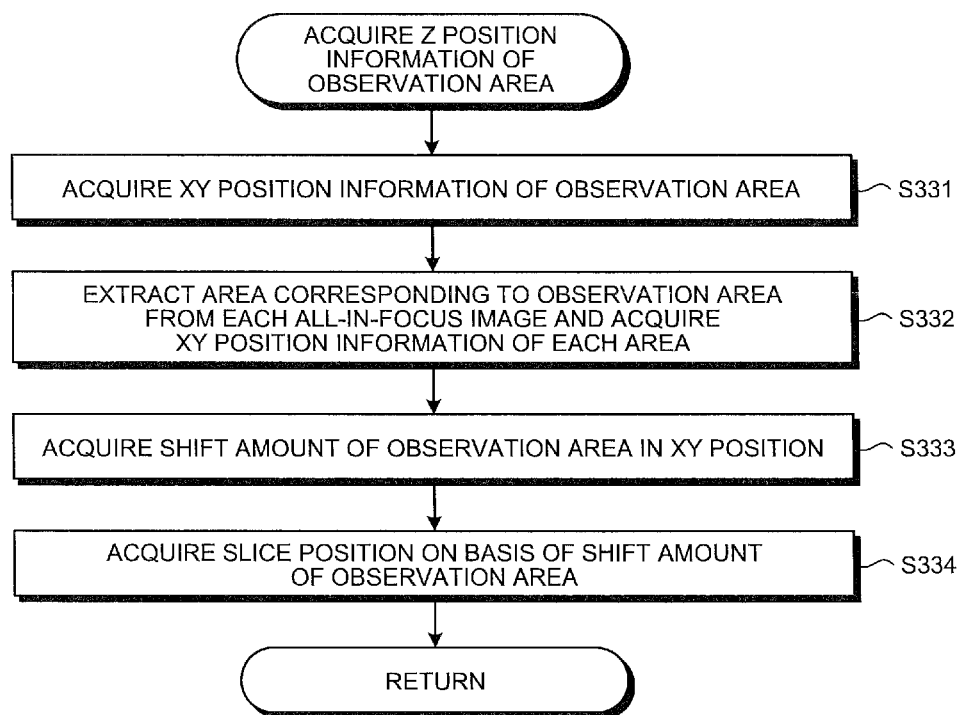 ACQUIRE Z POSITION
INFORMATION OF
OBSERVATION AREA
ACQUIRE XY POSITION INFORMATION OF OBSERVATION AREA
S331
EXTRACT AREA CORRESPONDING TO OBSERVATION AREA
FROM EACH ALL-IN-FOCUS IMAGE AND ACQUIRE
XY POSITION INFORMATION OF EACH AREA
S332
ACQUIRE SHIFT AMOUNT OF OBSERVATION AREA IN XY POSITION
S333
ACQUIRE SLICE POSITION ON BASIS OF SHIFT AMOUNT
OF OBSERVATION AREA
S334
RETURN